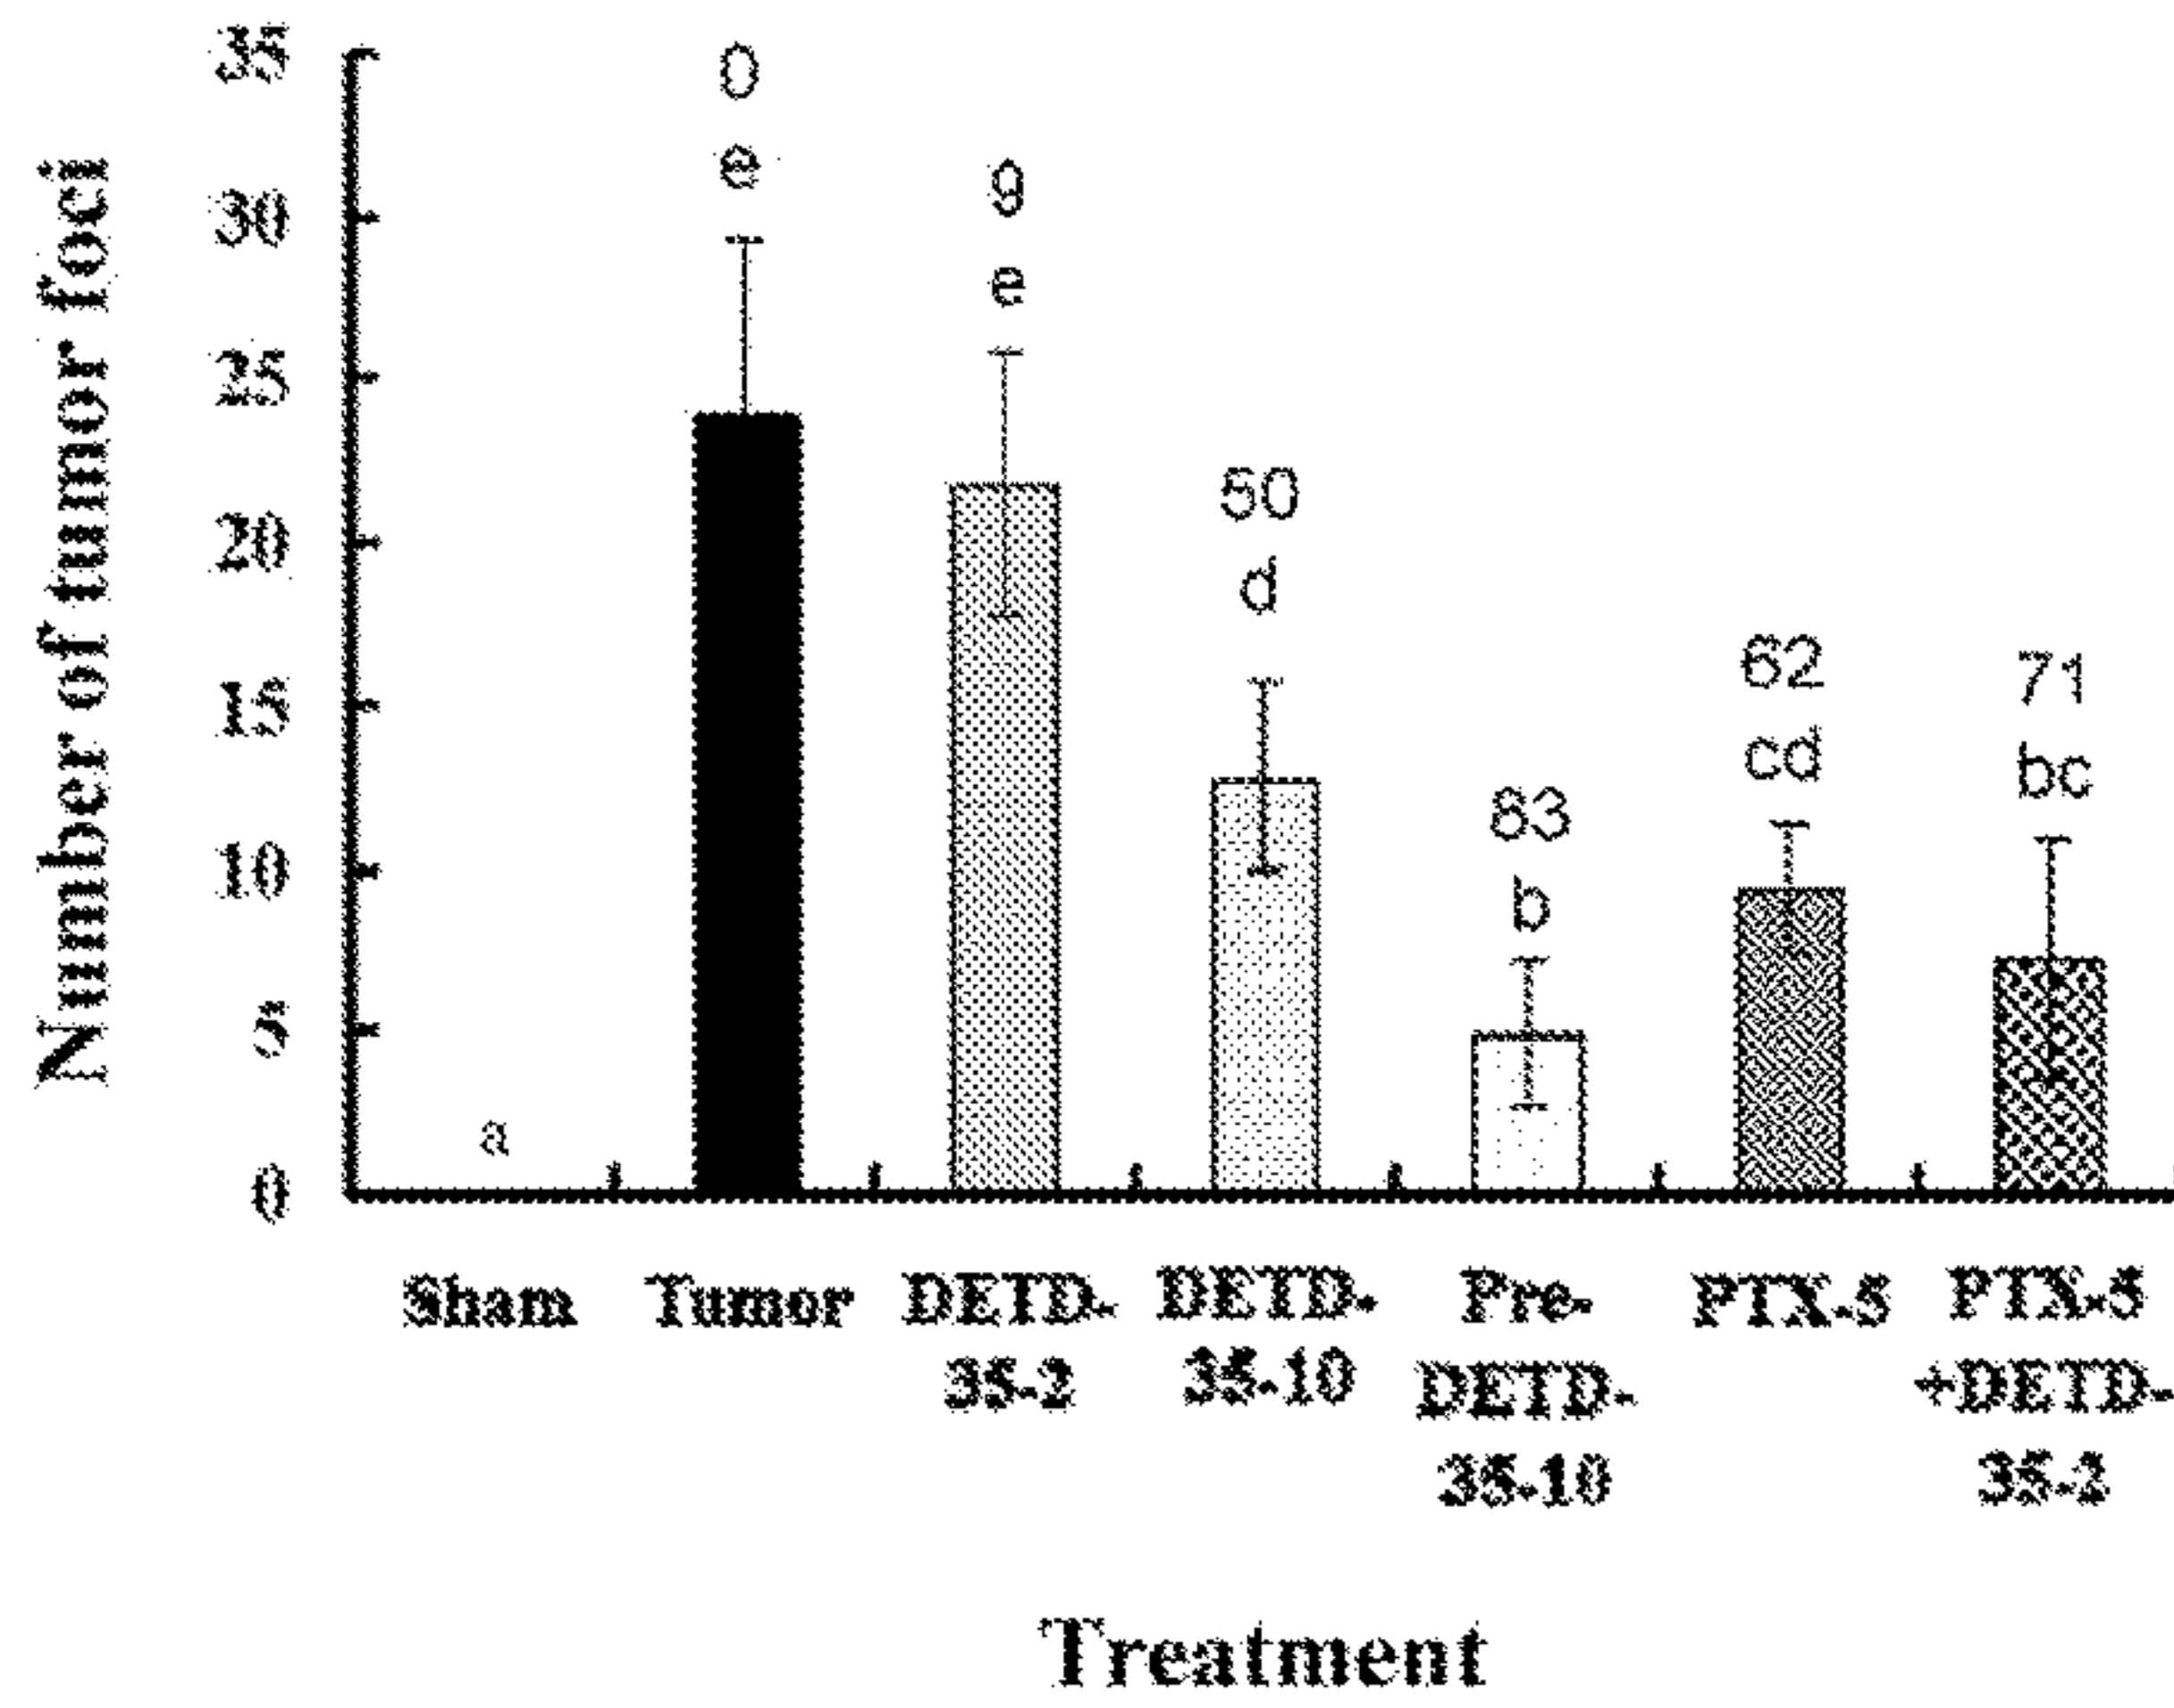 Number of tumor foci
35
30
25
20
15
10
5
0
a
0
e
9
e
50
d
83
b
62
cd
71
bc
Sham
Tumor
DETD-
35-2
DETD-
35-10
Pre-
DETD-
35-10
PTX-5
PTX-5
+DETD-
35-2
Treatment